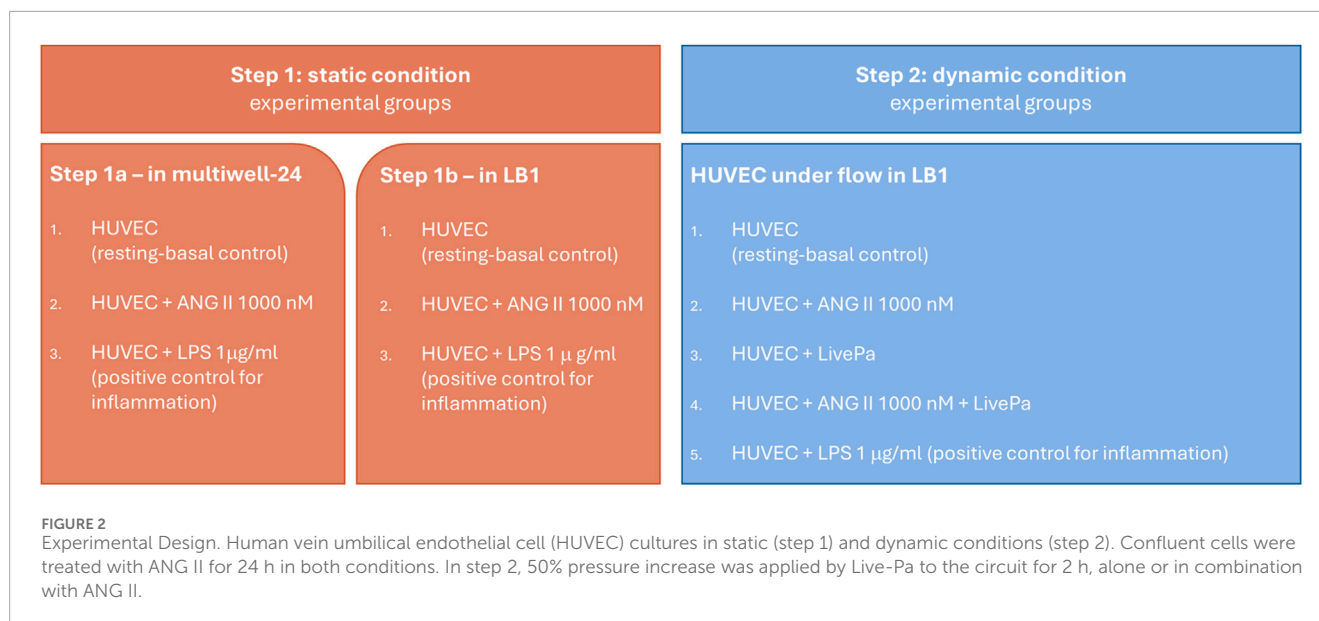 Step 1: static condition
experimental groups
Step 2: dynamic condition
experimental groups
Step 1a – in multiwell-24
1. HUVEC
(resting-basal control)
2. HUVEC + ANG II 1000 nM
3. HUVEC + LPS 1μg/ml
(positive control for
inflammation)
Step 1b – in LB1
1. HUVEC
(resting-basal control)
2. HUVEC + ANG II 1000 nM
3. HUVEC + LPS 1 μ g/ml
(positive control for
inflammation)
HUVEC under flow in LB1
1. HUVEC
(resting-basal control)
2. HUVEC + ANG II 1000 nM
3. HUVEC + LivePa
4. HUVEC + ANG II 1000 nM + LivePa
5. HUVEC + LPS 1 μg/ml (positive control for inflammation)
FIGURE 2
Experimental Design. Human vein umbilical endothelial cell (HUVEC) cultures in static (step 1) and dynamic conditions (step 2). Confluent cells were
treated with ANG II for 24 h in both conditions. In step 2, 50% pressure increase was applied by Live-Pa to the circuit for 2 h, alone or in combination
with ANG II.